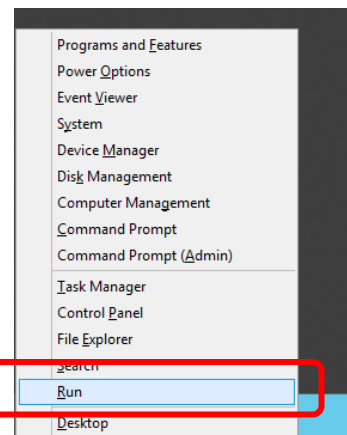 Programs and Features
Power Options
Event Viewer
System
Device Manager
Disk Management
Computer Management
Command Prompt
Command Prompt (Admin)
Task Manager
Control Panel
File Explorer
Search
Run
Desktop